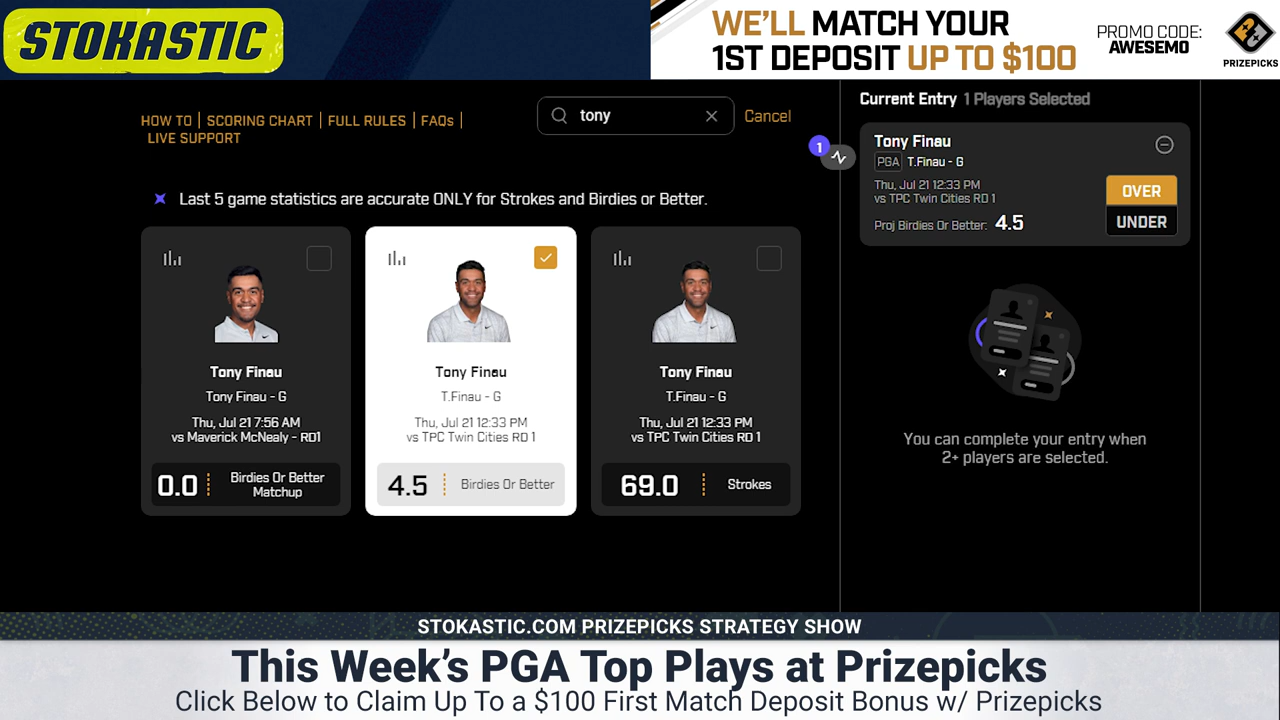 STOKASTIC
WE'LL MATCH YOUR
1ST DEPOSIT UP TO $100
PROMO CODE:
AWESEMO
PRIZEPICKS
HOW TO | SCORING CHART | FULL RULES | FAQs |
LIVE SUPPORT
tony
Cancel
Last 5 game statistics are accurate ONLY for Strokes and Birdies or Better.
Tony Finau
Tony Finau - G
Thu, Jul 21 7:56 AM
vs Maverick McNealy - RD1
0.0
Birdies Or Better
Matchup
Tony Finau
T.Finau - G
Thu, Jul 21 12:33 PM
vs TPC Twin Cities RD 1
4.5
Birdies Or Better
Tony Finau
T.Finau - G
Thu, Jul 21 12:33 PM
vs TPC Twin Cities RD 1
69.0
Strokes
Current Entry 1 Players Selected
1
Tony Finau
PGA T.Finau - G
Thu, Jul 21 12:33 PM
vs TPC Twin Cities RD 1
Proj Birdies Or Better: 4.5
OVER
UNDER
You can complete your entry when
2+ players are selected.
STOKASTIC.COM PRIZEPICKS STRATEGY SHOW
This Week's PGA Top Plays at Prizepicks
Click Below to Claim Up To a $100 First Match Deposit Bonus w/ Prizepicks